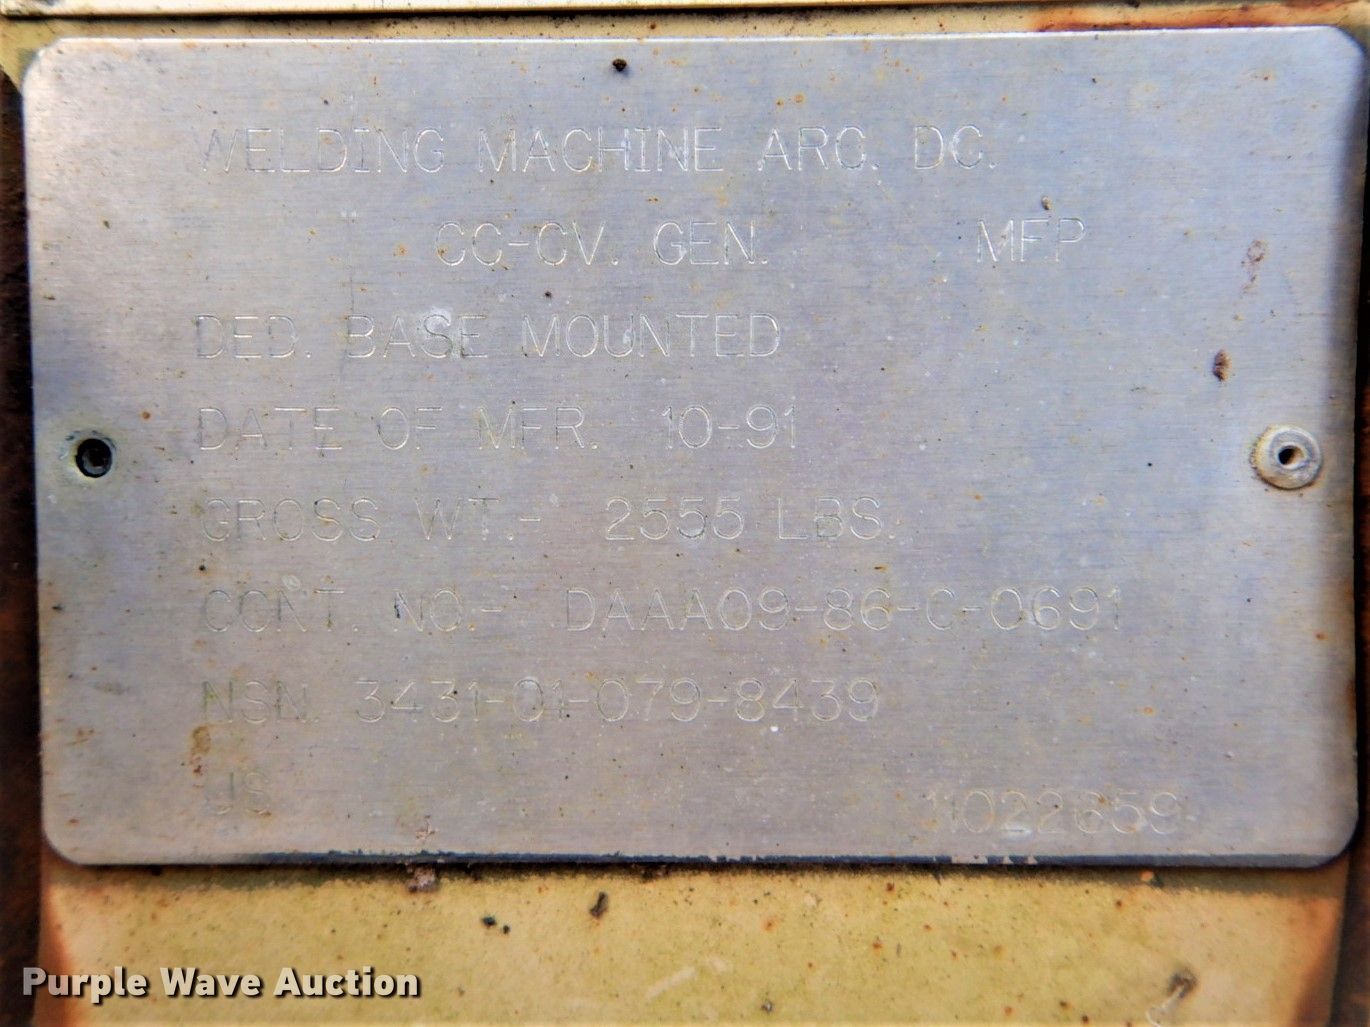 WELDING MACHINE ARC. DC.
CC-CV. GEN. MFP
DED. BASE MOUNTED
DATE OF MFR. 10-91
GROSS WT.- 2555 LBS.
CONT. NO.- DAAA09-86-C-0691
NSN. 3431-01-079-8439
US 11022659
Purple Wave Auction